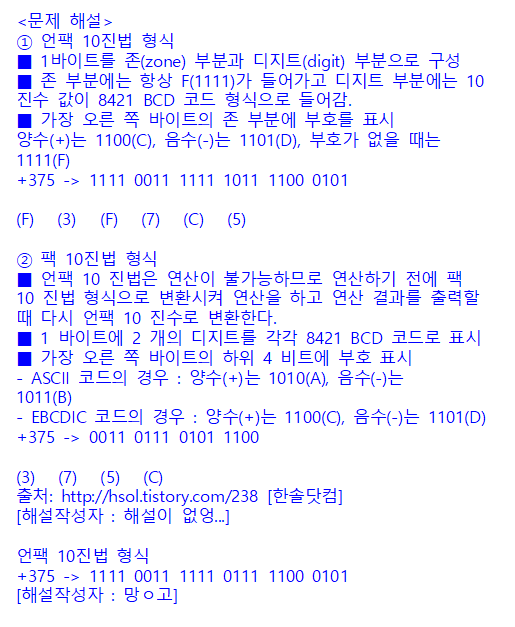 <문제 해설>
① 언팩 10진법 형식
■ 1바이트를 존(zone) 부분과 디지트(digit) 부분으로 구성
■ 존 부분에는 항상 F(1111)가 들어가고 디지트 부분에는 10
진수 값이 8421 BCD 코드 형식으로 들어감.
■ 가장 오른 쪽 바이트의 존 부분에 부호를 표시
양수(+)는 1100(C), 음수(-)는 1101(D), 부호가 없을 때는
1111(F)
+375 -> 1111 0011 1111 1011 1100 0101
(F) (3) (F) (7) (C) (5)
② 팩 10진법 형식
■ 언팩 10 진법은 연산이 불가능하므로 연산하기 전에 팩
10 진법 형식으로 변환시켜 연산을 하고 연산 결과를 출력할
때 다시 언팩 10 진수로 변환한다.
■ 1 바이트에 2 개의 디지트를 각각 8421 BCD 코드로 표시
■ 가장 오른 쪽 바이트의 하위 4 비트에 부호 표시
- ASCII 코드의 경우 : 양수(+)는 1010(A), 음수(-)는
1011(B)
- EBCDIC 코드의 경우 : 양수(+)는 1100(C), 음수(-)는 1101(D)
+375 -> 0011 0111 0101 1100
(3) (7) (5) (C)
출처: http://hsol.tistory.com/238 [한솔닷컴]
[해설작성자 : 해설이 없엉...]
언팩 10진법 형식
+375 -> 1111 0011 1111 0111 1100 0101
[해설작성자 : 망ㅇ고]